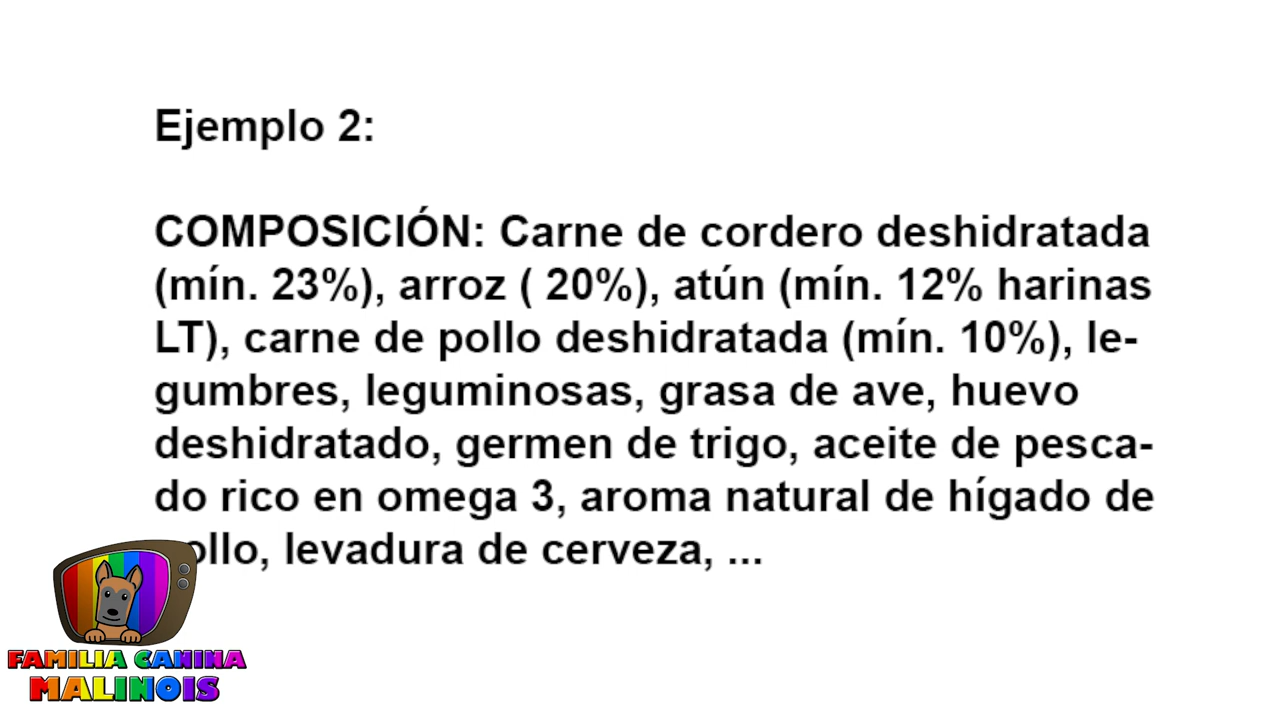 Ejemplo 2:
COMPOSICIÓN: Carne de cordero deshidratada
(mín. 23%), arroz ( 20%), atún (mín. 12% harinas
LT), carne de pollo deshidratada (mín. 10%), le-
gumbres, leguminosas, grasa de ave, huevo
deshidratado, germen de trigo, aceite de pesca-
do rico en omega 3, aroma natural de hígado de
ollo, levadura de cerveza, ...
FAMILIA CANINA
MALINOIS